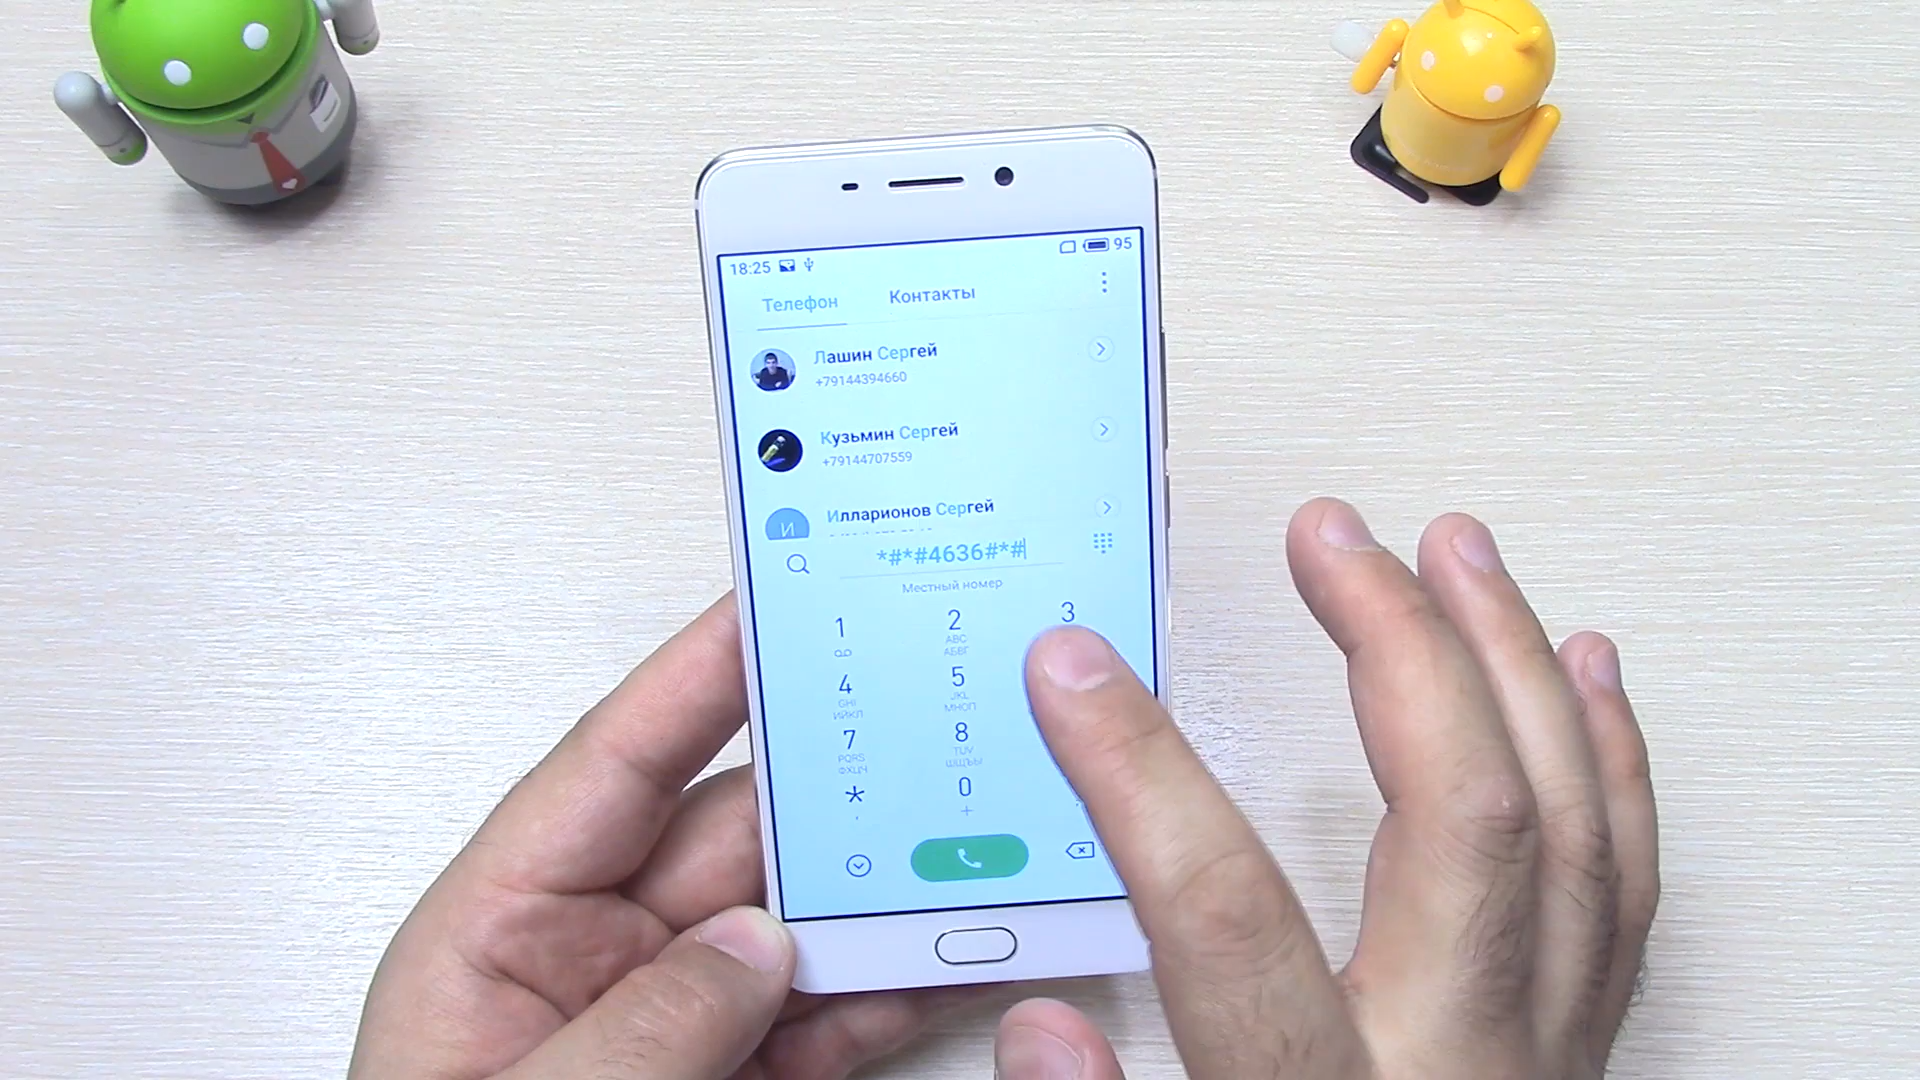 18:25 95
Телефон Контакты
Лашин Сергей
+79144394660
Кузьмин Сергей
+79144707559
И Илларионов Сергей
*#*#4636#*#
Местный номер
1 2 3
ABC
АБВГ
4 5
GHI JKL
ИЙКЛ МНОП
7 8
PQRS TUV
ФХЦЧ ШЩЪЫ
* 0
, +